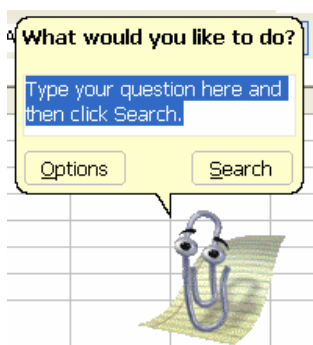 What would you like to do?
Type your question here and
then click Search.
Options
Search